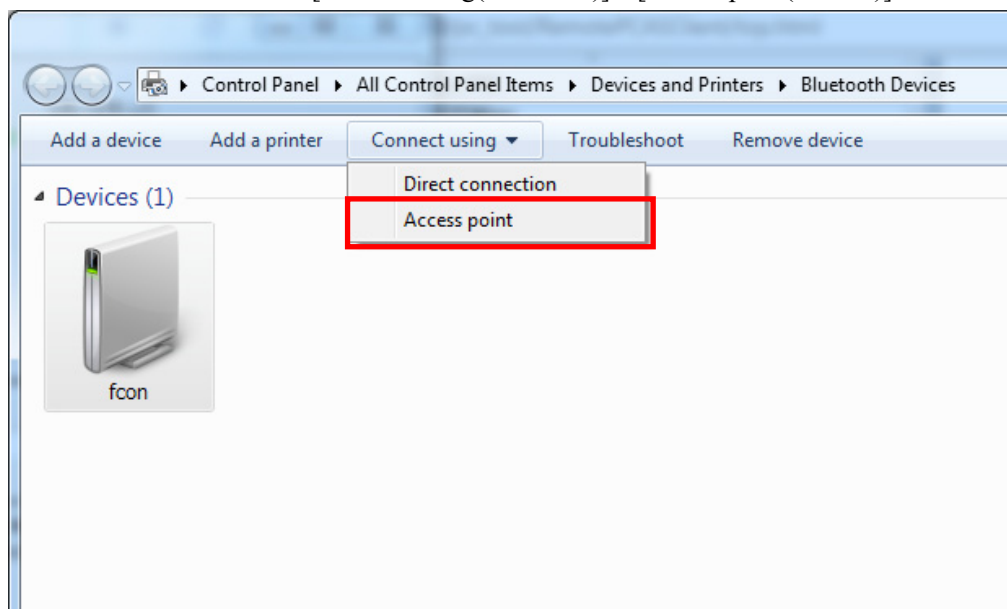 Control Panel ▸ All Control Panel Items ▸ Devices and Printers ▸ Bluetooth Devices
Add a device Add a printer Connect using ▾ Troubleshoot Remove device
Direct connection
Devices (1)
Access point
fcon